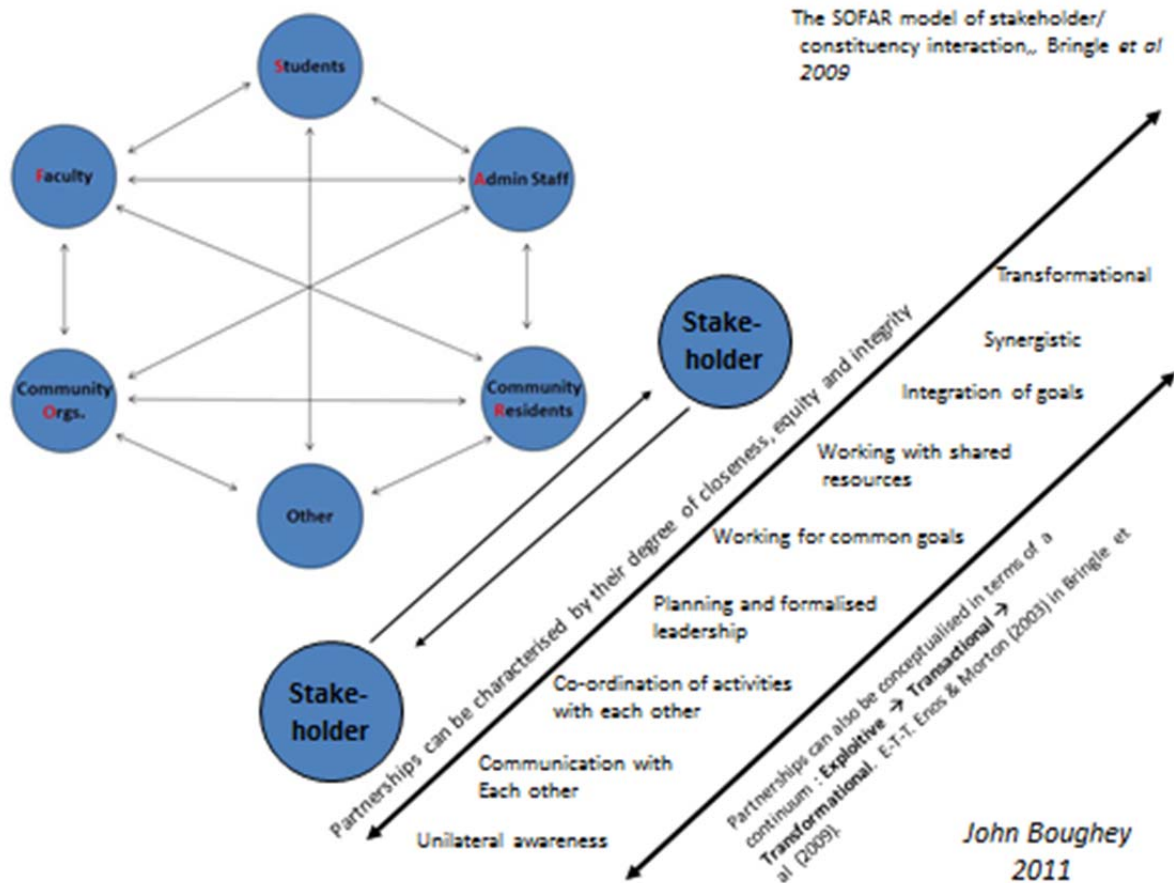 The SOFAR model of stakeholder/
constituency interaction,, Bringle et al
2009
Students
Faculty
Admin Staff
Community
Orgs.
Community
Residents
Other
Stake-
holder
Stake-
holder
Partnerships can be characterised by their degree of closeness, equity and integrity
Transformational
Synergistic
Integration of goals
Working with shared
resources
Working for common goals
Planning and formalised
leadership
Co-ordination of activities
with each other
Communication with
Each other
Unilateral awareness
Partnerships can also be conceptualised in terms of a
continuum : Exploitive → Transactional →
Transformational. E-T-T. Enos & Morton (2003) in Bringle et
al (2009).
John Boughey
2011